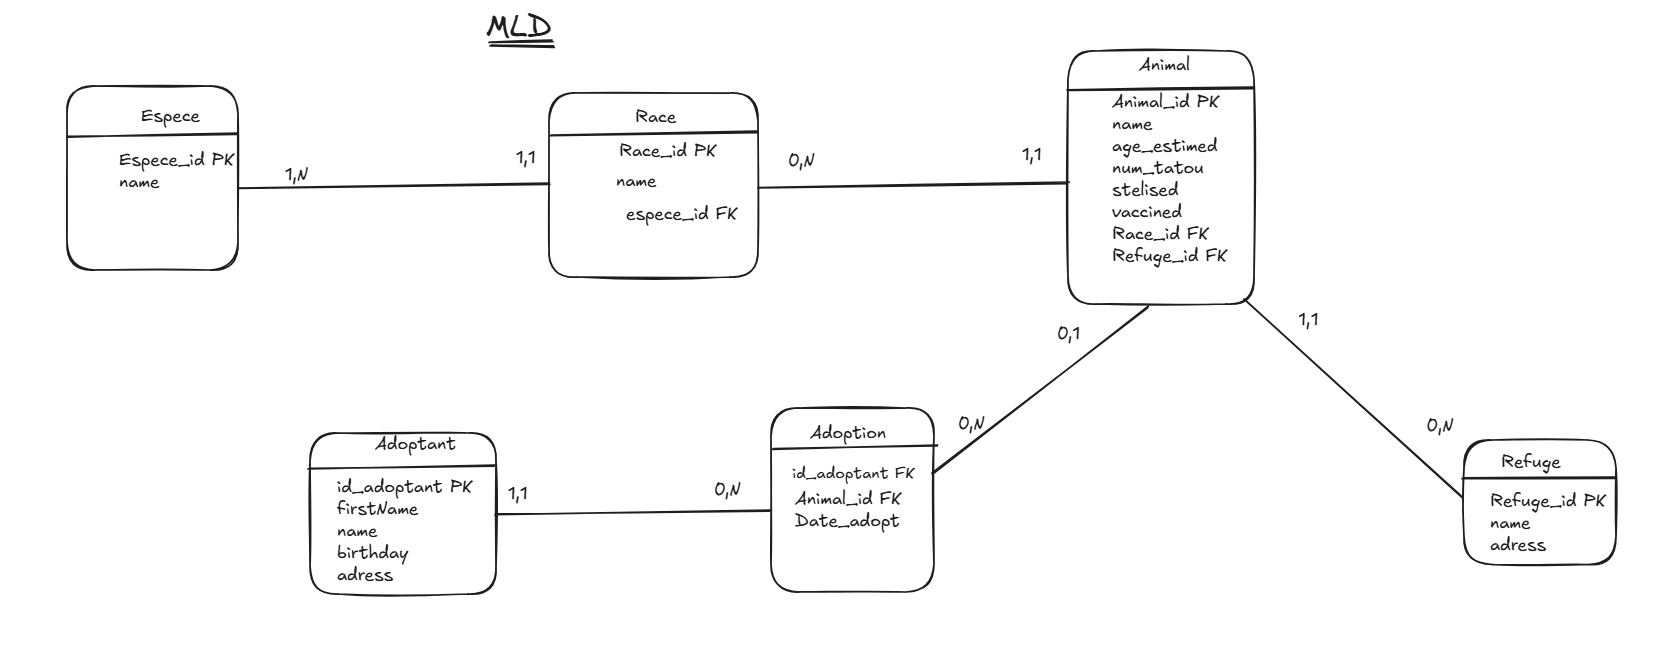 MLD
Espece
Espece_id PK
name
1,N
1,1
Race
Race_id PK
name
espece_id FK
0,N
1,1
Animal
Animal_id PK
name
age_estimed
num_tatou
stelised
vaccined
Race_id FK
Refuge_id FK
0,1
0,N
1,1
0,N
Adoptant
id_adoptant PK
firstName
name
birthday
adress
1,1
0,N
Adoption
id_adoptant FK
Animal_id FK
Date_adopt
Refuge
Refuge_id PK
name
adress